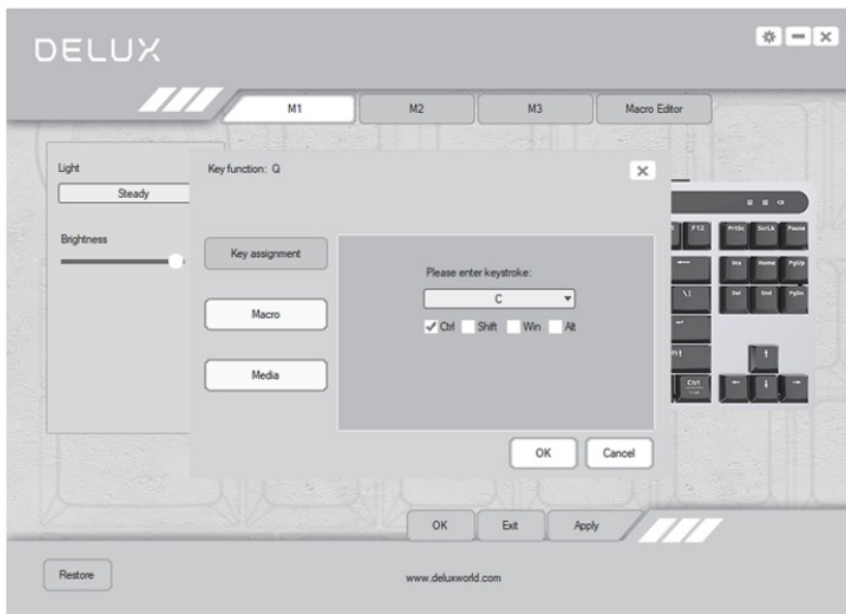 DELUX
M1 M2 M3 Macro Editor
Light
Steady
Brightness
Key function: Q
Key assignment
Macro
Media
Please enter keystroke:
C
Ctrl Shift Win Alt
OK Cancel
F12 PrtSc ScrLk Pause
Ins Home PgUp
\| Del End PgDn
Ctrl
OK Exit Apply
Restore
www.deluxworld.com